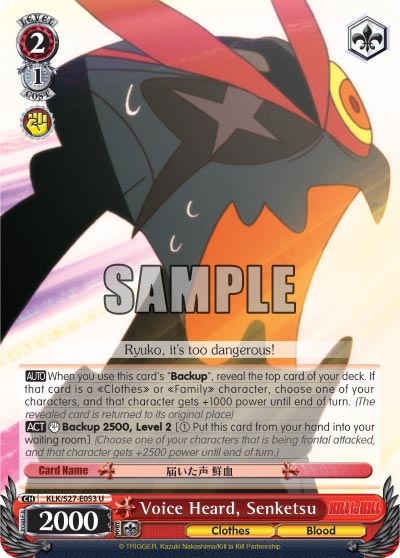 LEVEL
2
1
COST
SAMPLE
Ryuko, it's too dangerous!
AUTO When you use this card's "Backup", reveal the top card of your deck. If
that card is a «Clothes» or «Family» character, choose one of your
characters, and that character gets +1000 power until end of turn. (The
revealed card is returned to its original place)
ACT Backup 2500, Level 2 [① Put this card from your hand into your
waiting room] (Choose one of your characters that is being frontal attacked,
and that character gets +2500 power until end of turn.)
Card Name 届いた声 鮮血
CH KLK/S27-E053 U
Voice Heard, Senketsu
KILL la KILL
POWER
2000
SOUL
Clothes Blood
© TRIGGER, Kazuki Nakashima/Kill la Kill Partnership